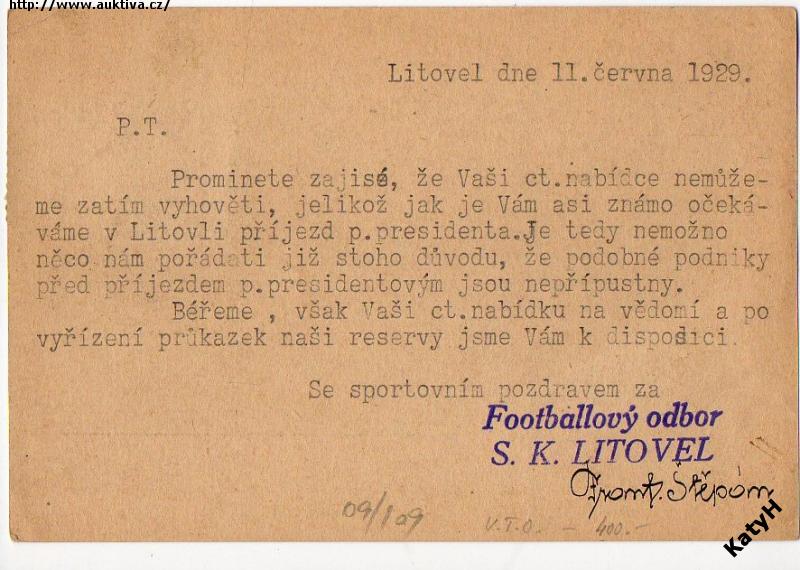 http://www.auktiva.cz/
Litovel dne 11.června 1929.
P.T.
Prominete zajisé, že Vaši ct.nabídce nemůže-
me zatím vyhověti, jelikož jak je Vám asi známo očeká-
váme v Litovli příjezd p.presidenta.Je tedy nemožno
něco nám pořádati již stoho důvodu, že podobné podniky
před příjezdem p.presidentovým jsou nepřípustny.
Béřeme , však Vaši ct.nabídku na vědomí a po
vyřízení průkazek naši reservy jsme Vám k disposici.
Se sportovním pozdravem za
Footballový odbor
S. K. LITOVEL
Front. Štěpán
09/109
V.T.O. - 400.-
KatyH